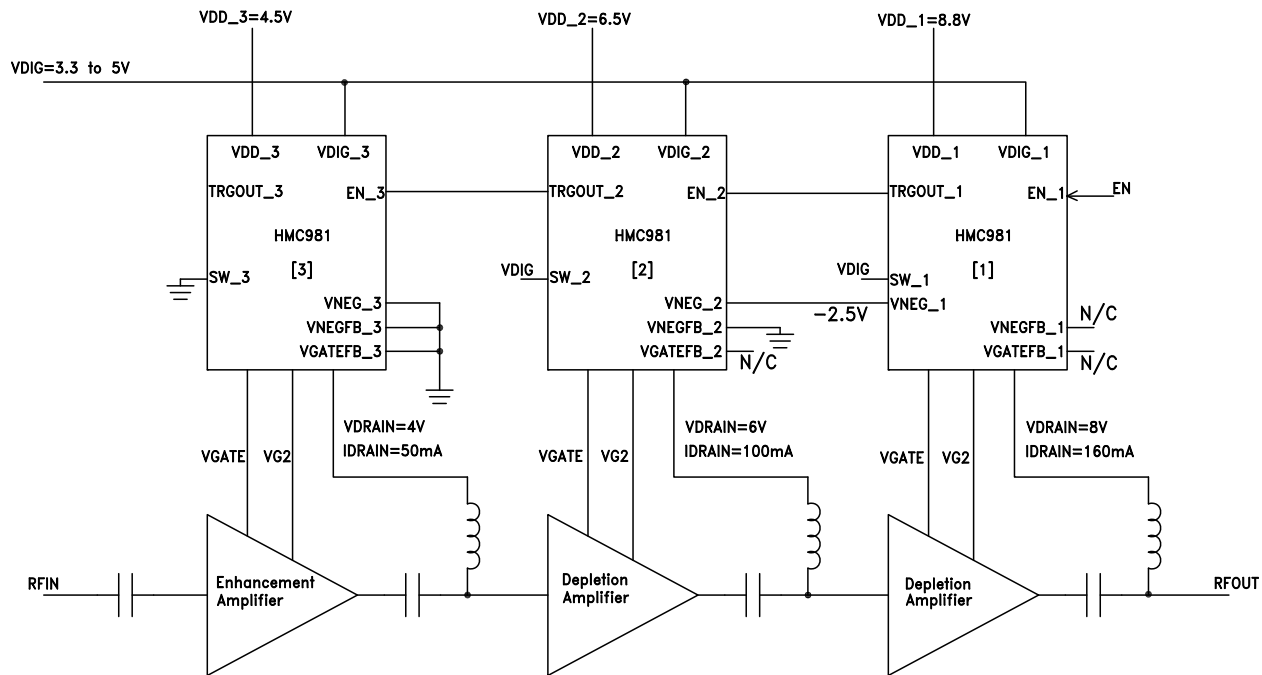 VDD_3=4.5V
VDD_2=6.5V
VDD_1=8.8V
VDIG=3.3 to 5V
VDD_3
VDIG_3
TRGOUT_3
EN_3
HMC981
[3]
SW_3
VNEG_3
VNEGFB_3
VGATEFB_3
VDD_2
VDIG_2
TRGOUT_2
EN_2
HMC981
[2]
VDIG
SW_2
VNEG_2
VNEGFB_2
VGATEFB_2
N/C
-2.5V
VDD_1
VDIG_1
TRGOUT_1
EN_1
EN
HMC981
[1]
VDIG
SW_1
VNEG_1
VNEGFB_1
N/C
VGATEFB_1
N/C
VGATE
VG2
VDRAIN=4V
IDRAIN=50mA
VGATE
VG2
VDRAIN=6V
IDRAIN=100mA
VGATE
VG2
VDRAIN=8V
IDRAIN=160mA
RFIN
Enhancement
Amplifier
Depletion
Amplifier
Depletion
Amplifier
RFOUT